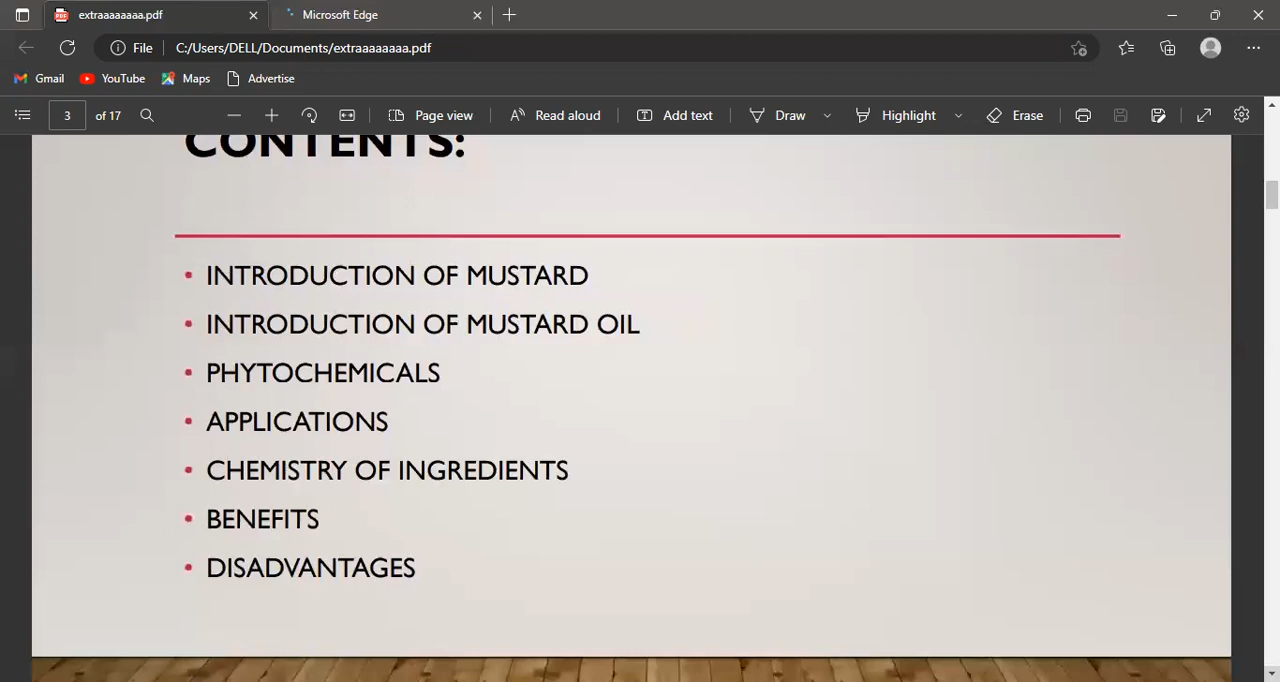 extraaaaaaaa.pdf
Microsoft Edge
File
C:/Users/DELL/Documents/extraaaaaaaa.pdf
Gmail
YouTube
Maps
Advertise
3
of 17
Page view
Read aloud
Add text
Draw
Highlight
Erase
CONTENTS:
• INTRODUCTION OF MUSTARD
• INTRODUCTION OF MUSTARD OIL
• PHYTOCHEMICALS
• APPLICATIONS
• CHEMISTRY OF INGREDIENTS
• BENEFITS
• DISADVANTAGES